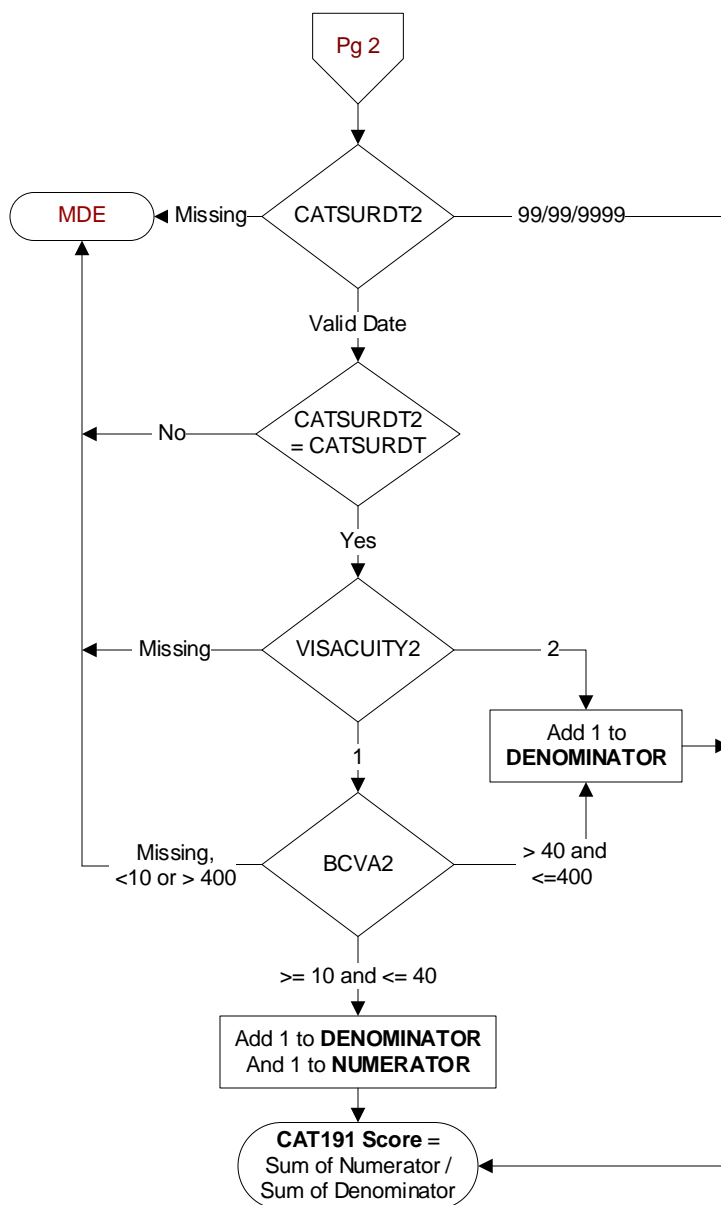 Pg 2
MDE
Missing
CATSURDT2
99/99/9999
Valid Date
No
CATSURDT2
= CATSURDT
Yes
Missing
VISACUITY2
2
Add 1 to
DENOMINATOR
1
Missing,
<10 or > 400
BCVA2
> 40 and
<=400
>= 10 and <= 40
Add 1 to DENOMINATOR
And 1 to NUMERATOR
CAT191 Score =
Sum of Numerator /
Sum of Denominator